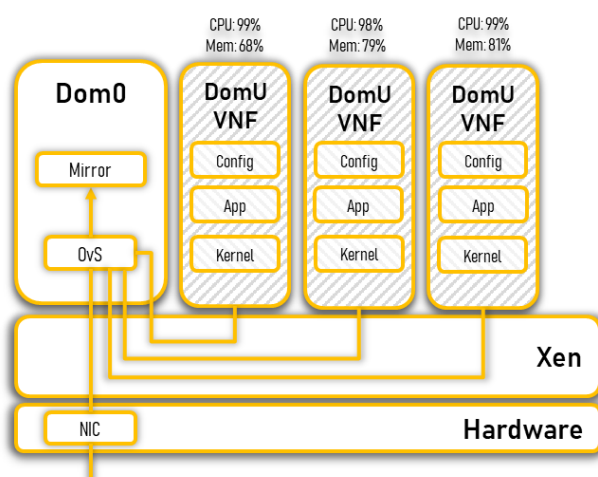 CPU: 99%
Mem: 68%
CPU: 98%
Mem: 79%
CPU: 99%
Mem: 81%
Dom0
Mirror
OvS
DomU
VNF
Config
App
Kernel
DomU
VNF
Config
App
Kernel
DomU
VNF
Config
App
Kernel
Xen
NIC
Hardware